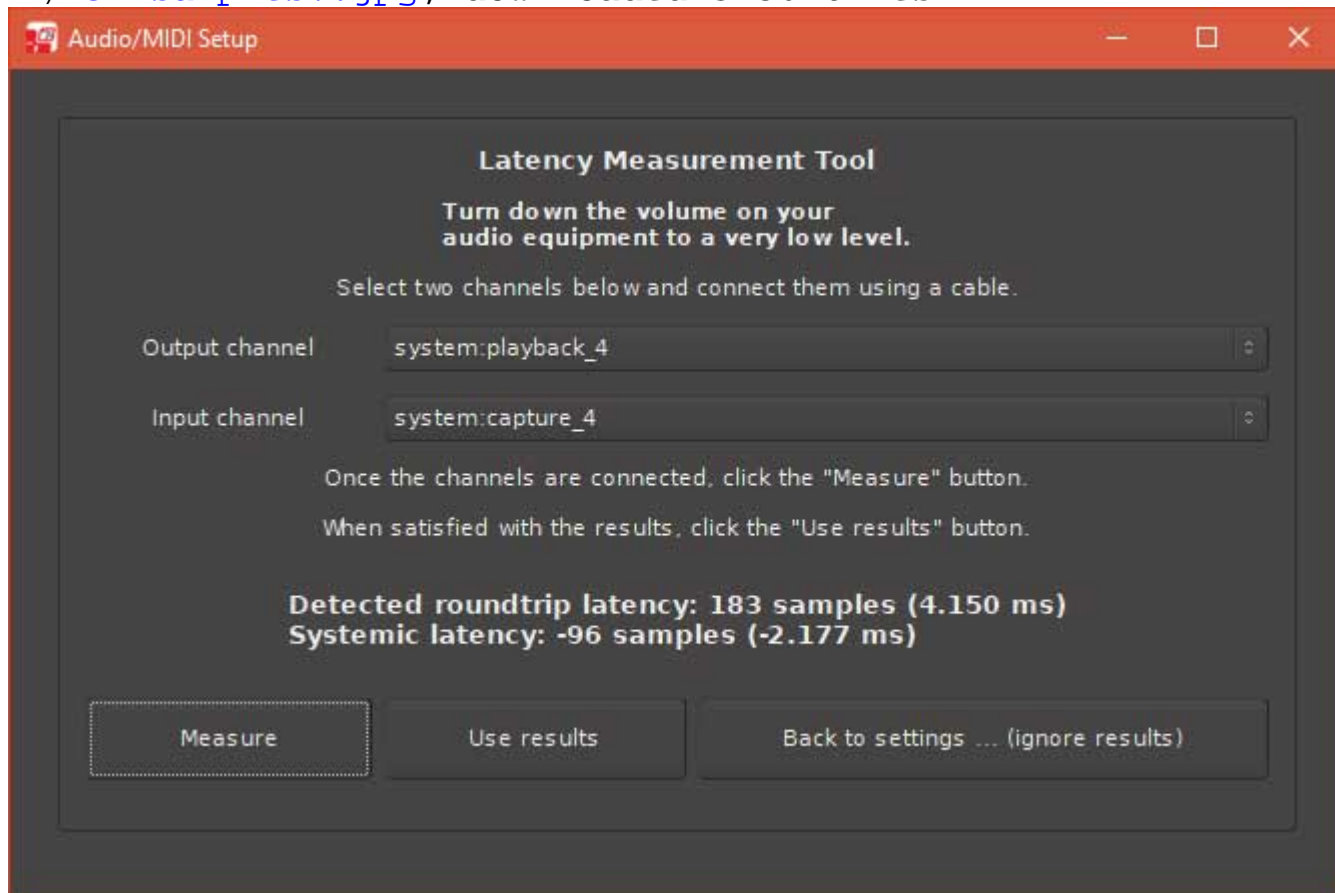 Audio/MIDI Setup
Latency Measurement Tool
Turn down the volume on your
audio equipment to a very low level.
Select two channels below and connect them using a cable.
Output channel system:playback_4
Input channel system:capture_4
Once the channels are connected, click the "Measure" button.
When satisfied with the results, click the "Use results" button.
Detected roundtrip latency: 183 samples (4.150 ms)
Systemic latency: -96 samples (-2.177 ms)
Measure Use results Back to settings ... (ignore results)